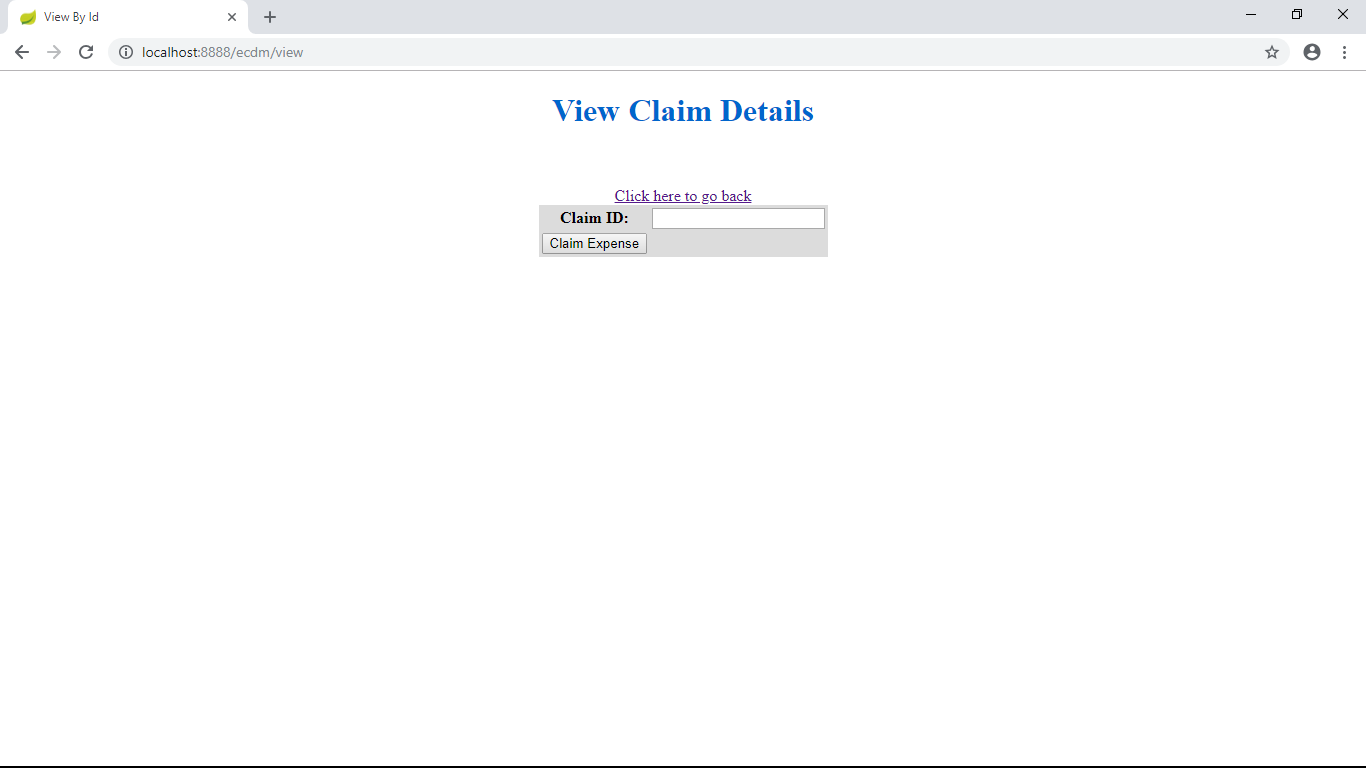 View By Id
localhost:8888/ecdm/view
View Claim Details
Click here to go back
Claim ID:
Claim Expense